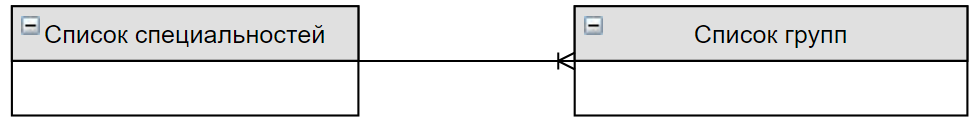 Список специальностей
Список групп